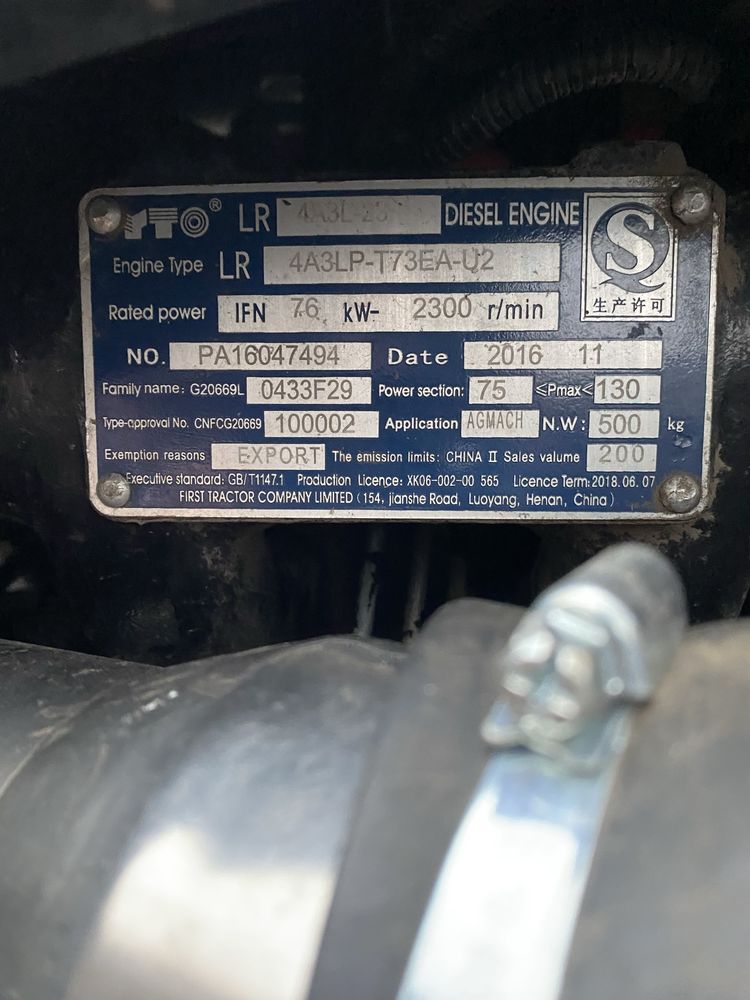 YTO® LR 4A3L-23 DIESEL ENGINE
Engine Type LR 4A3LP-T73EA-U2
生产许可
Rated power IFN 76 kW- 2300 r/min
NO. PA16047494 Date 2016 11
Family name: G20669L 0433F29 Power section: 75 ≤Pmax< 130
Type-approval No. CNFCG20669 100002 Application AGMACH N.W: 500 kg
Exemption reasons EXPORT The emission limits: CHINA II Sales valume 200
Executive standard: GB/T1147.1 Production Licence: XK06-002-00 565 Licence Term: 2018.06.07
FIRST TRACTOR COMPANY LIMITED (154, jianshe Road, Luoyang, Henan, China)